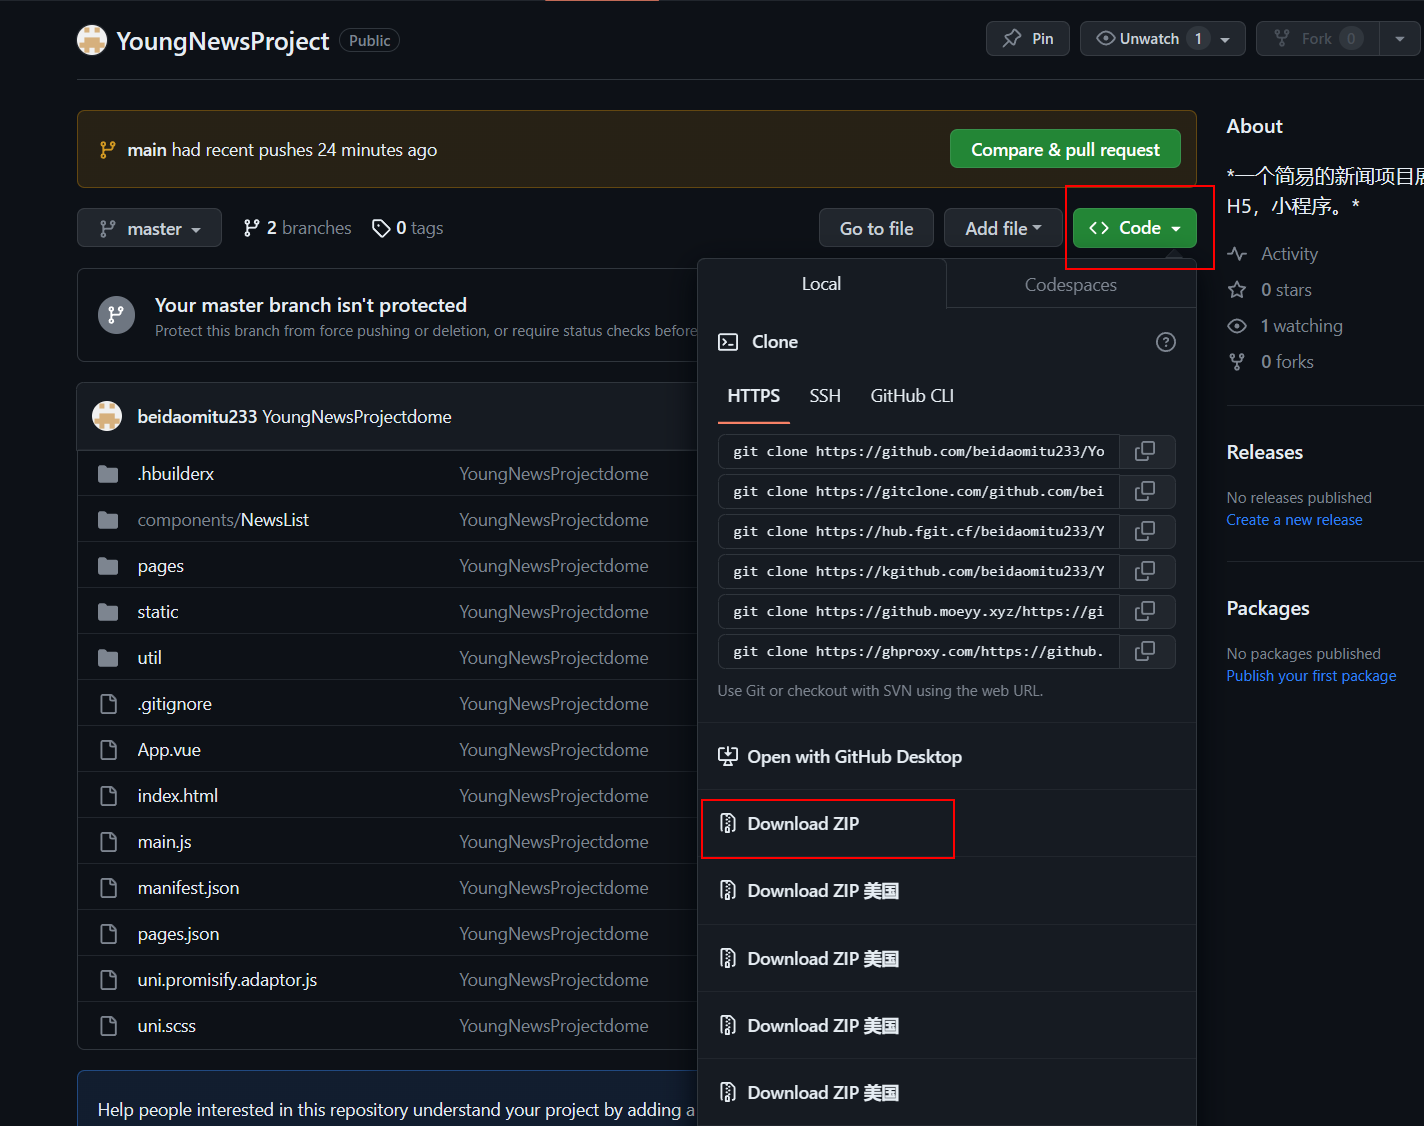 YoungNewsProject Public
Pin
Unwatch 1
Fork 0
main had recent pushes 24 minutes ago
Compare & pull request
master
2 branches
0 tags
Go to file
Add file
<> Code
Your master branch isn't protected
Protect this branch from force pushing or deletion, or require status checks before
beidaomitu233 YoungNewsProjectdome
.hbuilderx YoungNewsProjectdome
components/NewsList YoungNewsProjectdome
pages YoungNewsProjectdome
static YoungNewsProjectdome
util YoungNewsProjectdome
.gitignore YoungNewsProjectdome
App.vue YoungNewsProjectdome
index.html YoungNewsProjectdome
main.js YoungNewsProjectdome
manifest.json YoungNewsProjectdome
pages.json YoungNewsProjectdome
uni.promisify.adaptor.js YoungNewsProjectdome
uni.scss YoungNewsProjectdome
Help people interested in this repository understand your project by adding a
Local
Codespaces
Clone
HTTPS
SSH
GitHub CLI
git clone https://github.com/beidaomitu233/Yo
git clone https://gitclone.com/github.com/bei
git clone https://hub.fgit.cf/beidaomitu233/Y
git clone https://kgithub.com/beidaomitu233/Y
git clone https://github.moeyy.xyz/https://gi
git clone https://ghproxy.com/https://github.
Use Git or checkout with SVN using the web URL.
Open with GitHub Desktop
Download ZIP
Download ZIP 美国
Download ZIP 美国
Download ZIP 美国
Download ZIP 美国
About
*一个简易的新闻项目展
H5，小程序。*
Activity
0 stars
1 watching
0 forks
Releases
No releases published
Create a new release
Packages
No packages published
Publish your first package